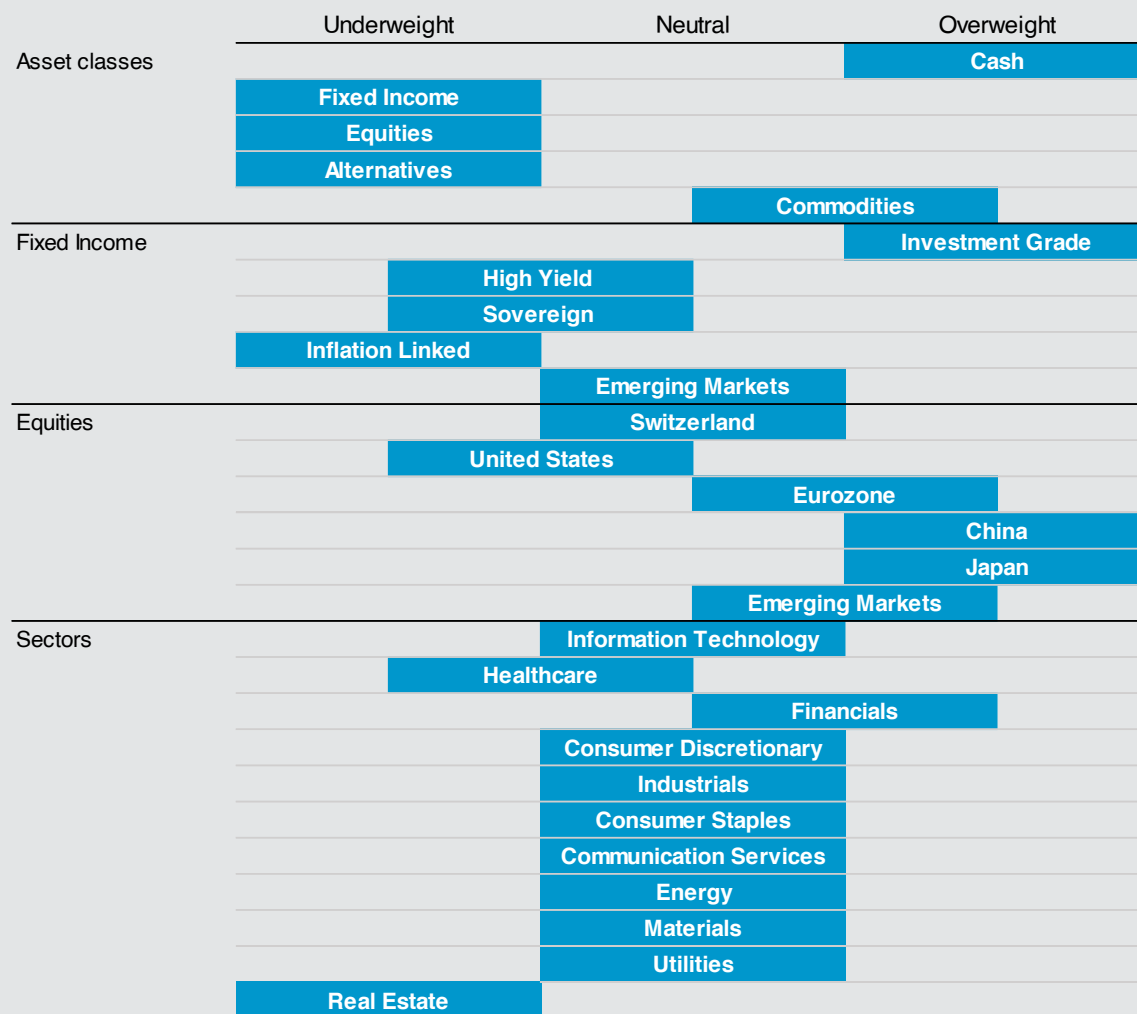 Underweight Neutral Overweight
Asset classes Cash
Fixed Income
Equities
Alternatives
Commodities
Fixed Income Investment Grade
High Yield
Sovereign
Inflation Linked
Emerging Markets
Equities Switzerland
United States
Eurozone
China
Japan
Emerging Markets
Sectors Information Technology
Healthcare
Financials
Consumer Discretionary
Industrials
Consumer Staples
Communication Services
Energy
Materials
Utilities
Real Estate